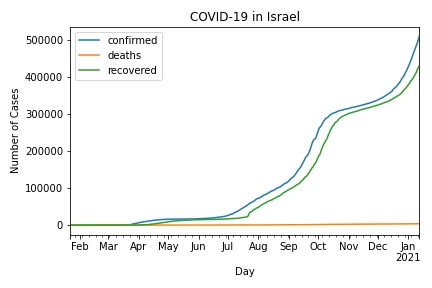 COVID-19 in Israel
confirmed
deaths
recovered
Number of Cases
500000
400000
300000
200000
100000
0
Feb Mar Apr May Jun Jul Aug Sep Oct Nov Dec Jan
2021
Day